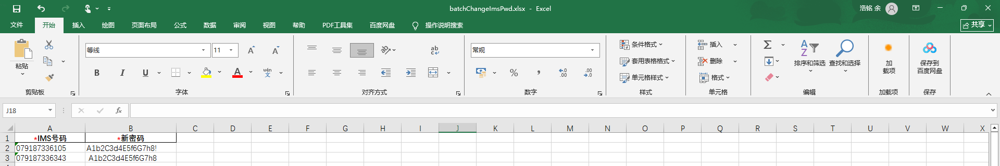 batchChangeImsPwd.xlsx - Excel
浩铭 余
文件 开始 插入 绘图 页面布局 公式 数据 审阅 视图 帮助 PDF工具集 百度网盘 操作说明搜索 共享
等线 11 常规
粘贴
B I U A wén 文
ab c
% , .00
条件格式 套用表格格式 单元格样式
插入 删除 格式
排序和筛选 查找和选择
加载项
保存到百度网盘
剪贴板 字体 对齐方式 数字 样式 单元格 编辑 加载项 保存
J18 fx
A B C D E F G H I J K L M N O P Q R S T U V W X
1 *IMS号码 *新密码
2 079187336105 A1b2C3d4E5f6G7h8!
3 079187336343 A1b2C3d4E5f6G7h8